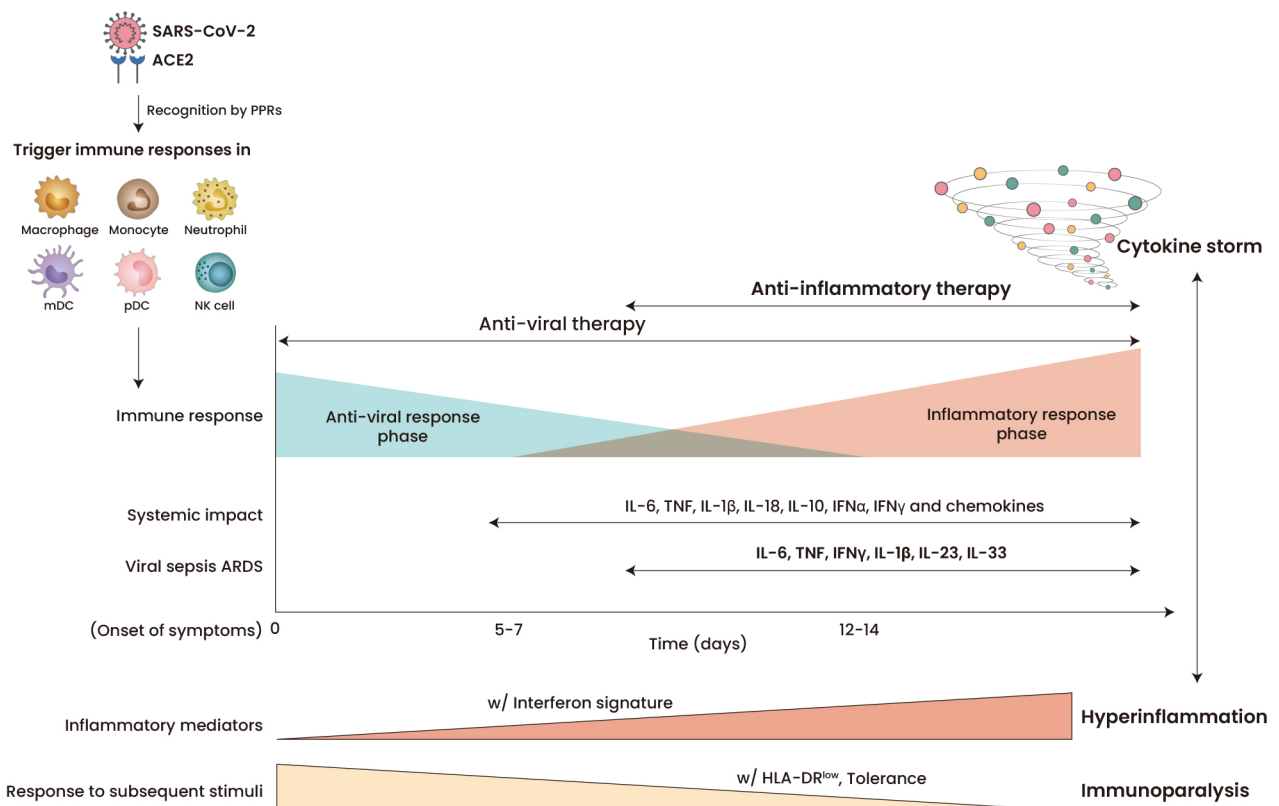 SARS-CoV-2
ACE2
Recognition by PPRs
Trigger immune responses in
Macrophage
Monocyte
Neutrophil
mDC
pDC
NK cell
Cytokine storm
Anti-inflammatory therapy
Anti-viral therapy
Immune response
Anti-viral response
phase
Inflammatory response
phase
Systemic impact
IL-6, TNF, IL-1β, IL-18, IL-10, IFNα, IFNγ and chemokines
Viral sepsis ARDS
IL-6, TNF, IFNγ, IL-1β, IL-23, IL-33
(Onset of symptoms)
0
5-7
12-14
Time (days)
w/ Interferon signature
Inflammatory mediators
Hyperinflammation
w/ HLA-DRˡᵒʷ, Tolerance
Response to subsequent stimuli
Immunoparalysis